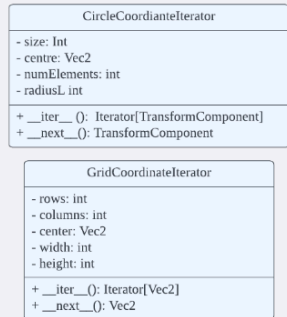 CircleCoordianteIterator
- size: Int
- centre: Vec2
- numElements: int
- radiusL int
+ __iter__ (): Iterator[TransformComponent]
+ __next__(): TransformComponent
GridCoordinateIterator
- rows: int
- columns: int
- center: Vec2
- width: int
- height: int
+ __iter__(): Iterator[Vec2]
+ __next__(): Vec2